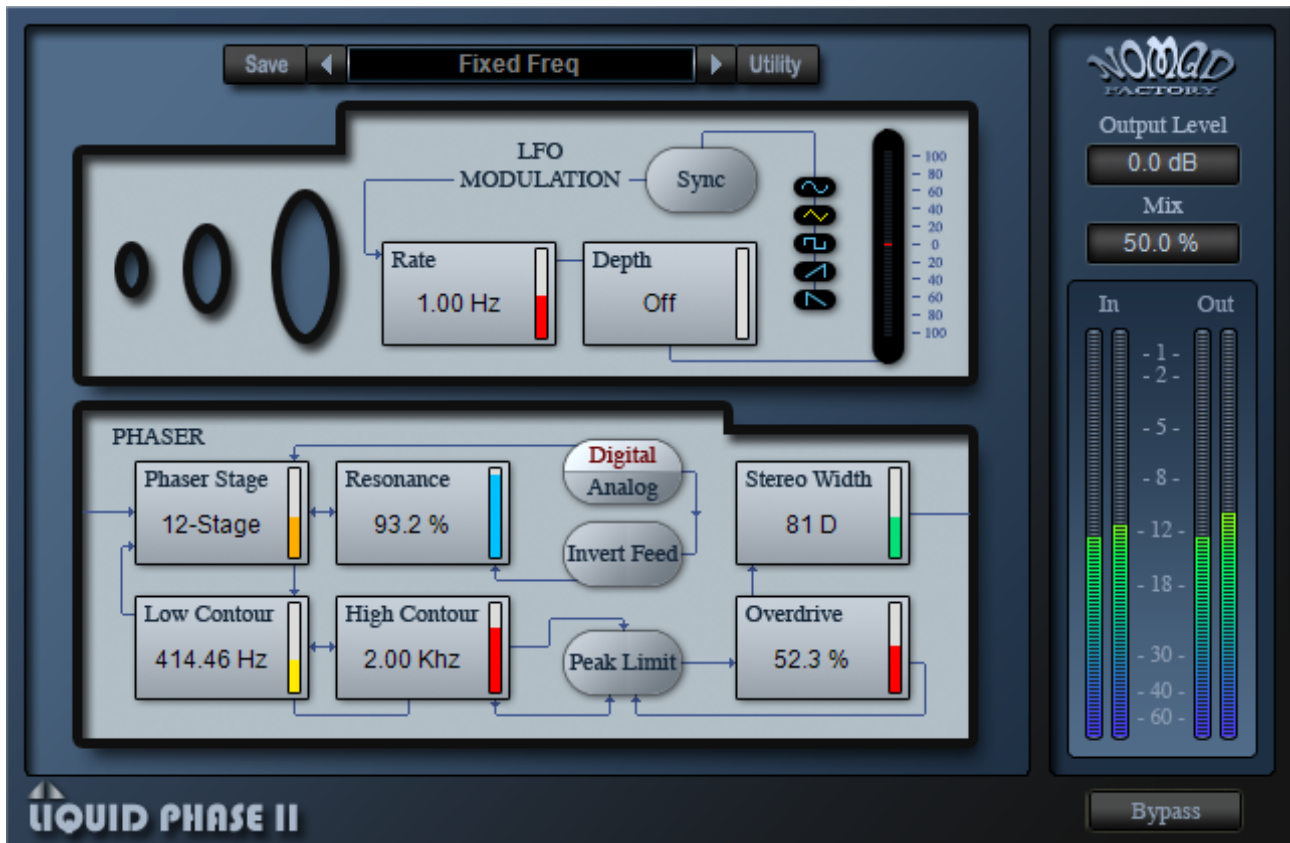 Save
Fixed Freq
Utility
NOMAD
FACTORY
Output Level
0.0 dB
Mix
50.0 %
LFO
MODULATION
Sync
Rate
1.00 Hz
Depth
Off
100
80
60
40
20
0
20
40
60
80
100
In
Out
- 1 -
- 2 -
- 5 -
- 8 -
- 12 -
- 18 -
- 30 -
- 40 -
- 60 -
PHASER
Phaser Stage
12-Stage
Resonance
93.2 %
Digital
Analog
Invert Feed
Stereo Width
81 D
Low Contour
414.46 Hz
High Contour
2.00 Khz
Peak Limit
Overdrive
52.3 %
LIQUID PHASE II
Bypass